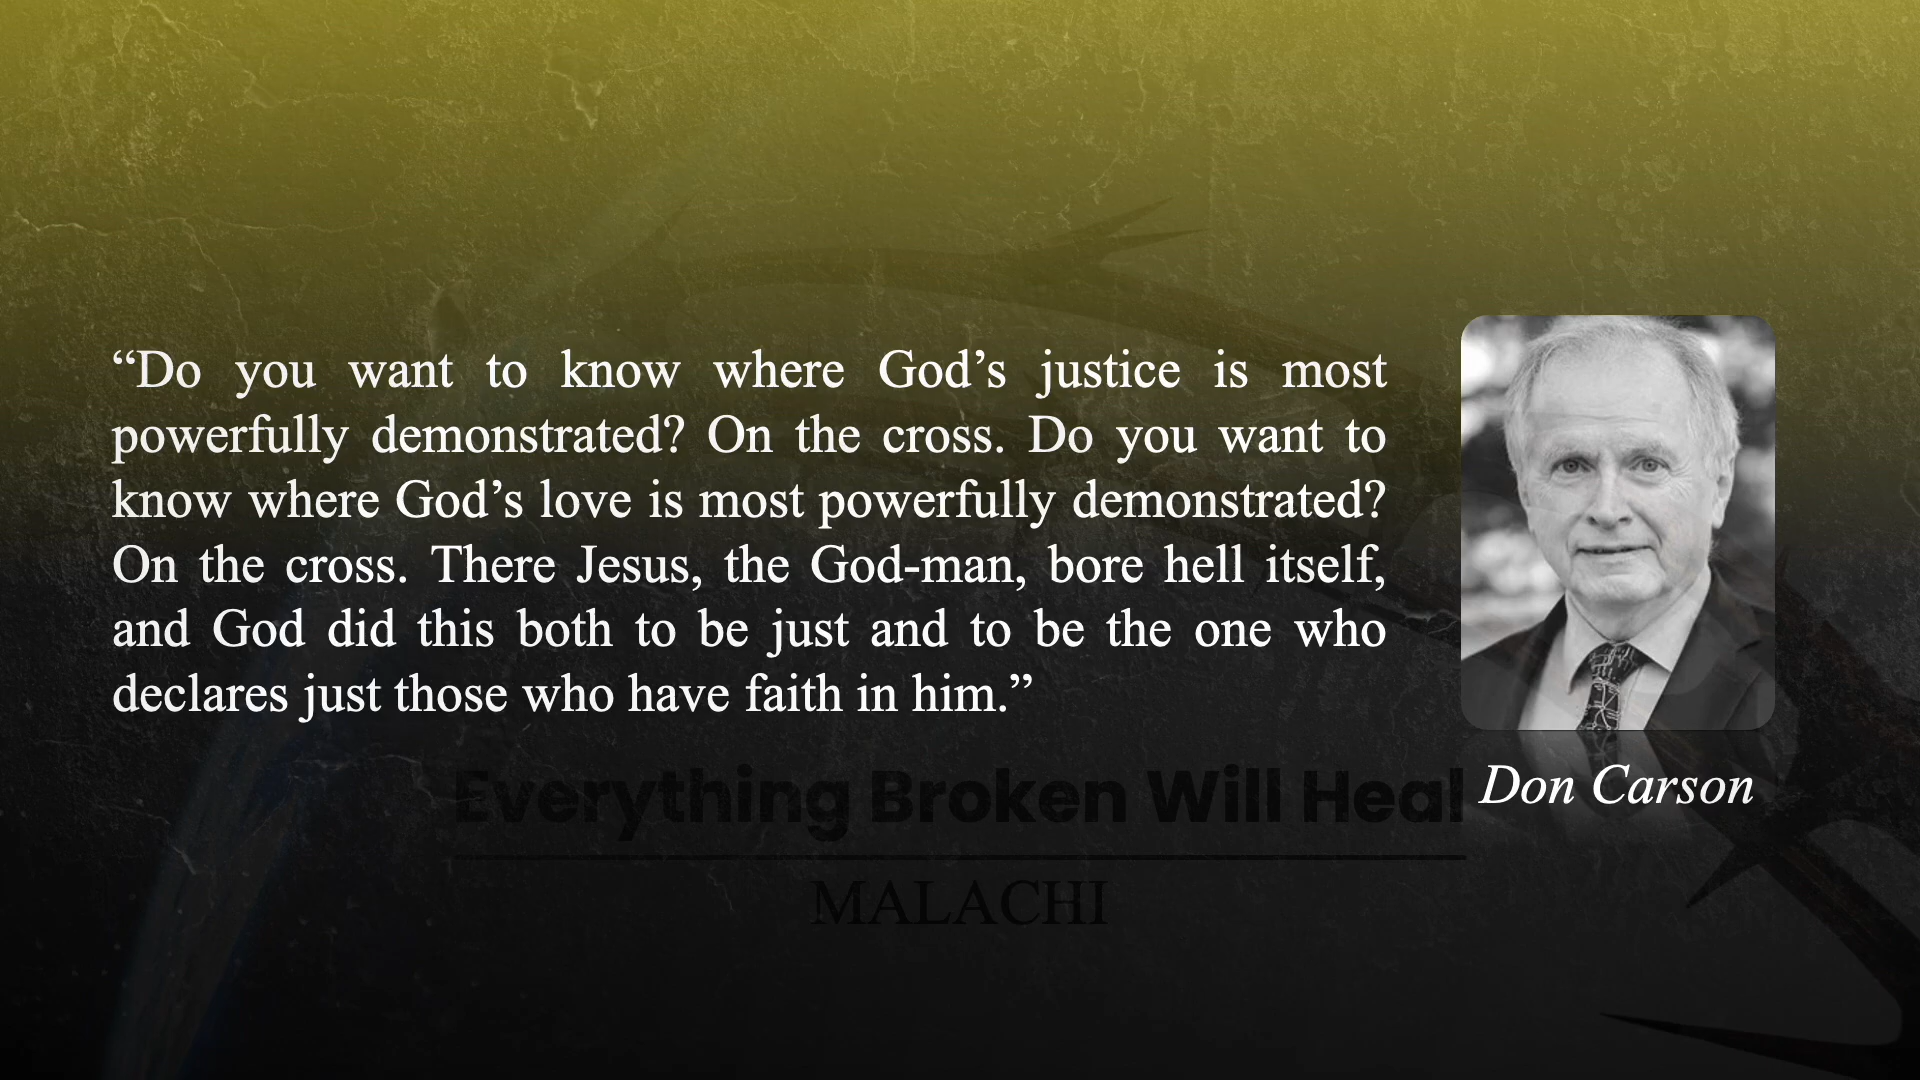 “Do you want to know where God’s justice is most
powerfully demonstrated? On the cross. Do you want to
know where God’s love is most powerfully demonstrated?
On the cross. There Jesus, the God-man, bore hell itself,
and God did this both to be just and to be the one who
declares just those who have faith in him.”
Don Carson
Everything Broken Will Heal
MALACHI